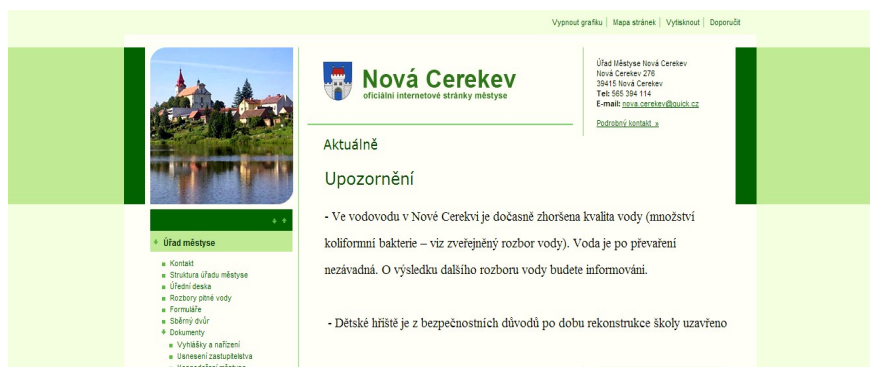 Vypnout grafiku | Mapa stránek | Vytisknout | Doporučit
Nová Cerekev
oficiální internetové stránky městyse
Úřad Městyse Nová Cerekev
Nová Cerekev 276
39415 Nová Cerekev
Tel: 565 394 114
E-mail: nova.cerekev@quick.cz
Podrobný kontakt »
Aktuálně
Upozornění
- Ve vodovodu v Nové Cerekvi je dočasně zhoršena kvalita vody (množství
koliformní bakterie – viz zveřejněný rozbor vody). Voda je po převaření
nezávadná. O výsledku dalšího rozboru vody budete informováni.
- Dětské hřiště je z bezpečnostních důvodů po dobu rekonstrukce školy uzavřeno
Úřad městyse
Kontakt
Struktura úřadu městyse
Úřední deska
Rozbory pitné vody
Formuláře
Sběrný dvůr
Dokumenty
Vyhlášky a nařízení
Usnesení zastupitelstva